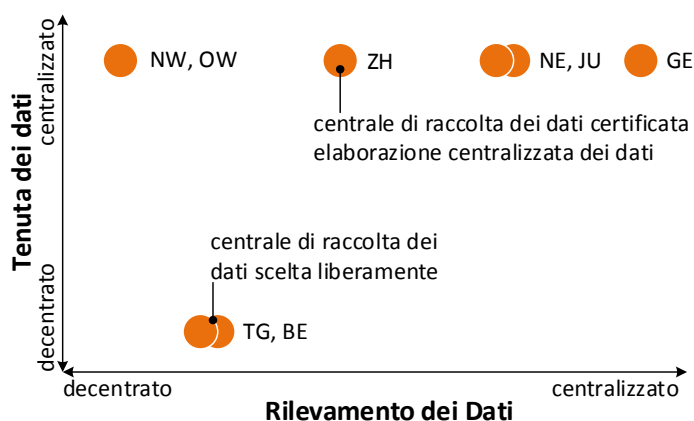 Tenuta dei dati
centralizzato
decentrato
NW, OW
ZH
NE, JU
GE
centrale di raccolta dei dati certificata
elaborazione centralizzata dei dati
centrale di raccolta dei
dati scelta liberamente
TG, BE
decentrato
centralizzato
Rilevamento dei Dati